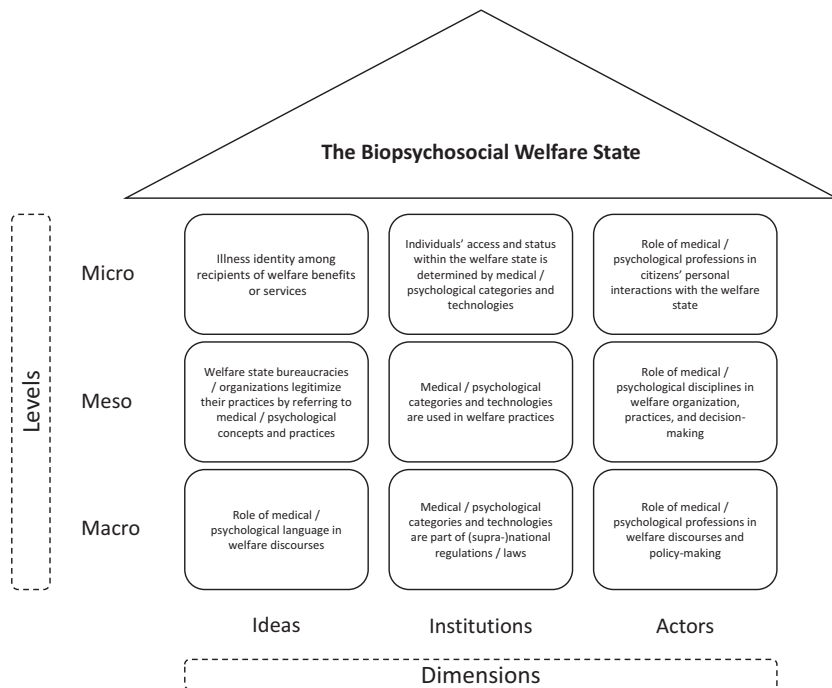 The Biopsychosocial Welfare State
Levels
Micro
Illness identity among
recipients of welfare benefits
or services
Individuals' access and status
within the welfare state is
determined by medical /
psychological categories and
technologies
Role of medical /
psychological professions in
citizens' personal
interactions with the welfare
state
Meso
Welfare state bureaucracies
/ organizations legitimize
their practices by referring to
medical / psychological
concepts and practices
Medical / psychological
categories and technologies
are used in welfare practices
Role of medical /
psychological disciplines in
welfare organization,
practices, and decision-
making
Macro
Role of medical /
psychological language in
welfare discourses
Medical / psychological
categories and technologies
are part of (supra-)national
regulations / laws
Role of medical /
psychological professions in
welfare discourses and
policy-making
Ideas
Institutions
Actors
Dimensions